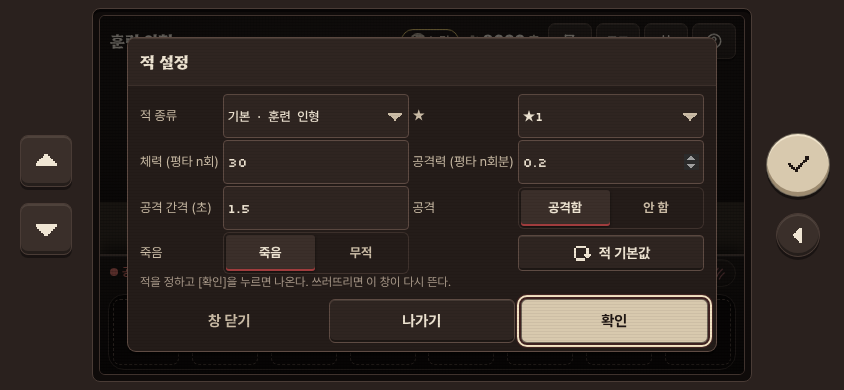 적 설정
적 종류 기본 · 훈련 인형 ★ ★1
체력 (평타 n회) 30 공격력 (평타 n회분) 0.2
공격 간격 (초) 1.5 공격 공격함 안 함
죽음 죽음 무적 적 기본값
적을 정하고 [확인]을 누르면 나온다. 쓰러뜨리면 이 창이 다시 뜬다.
창 닫기 나가기 확인